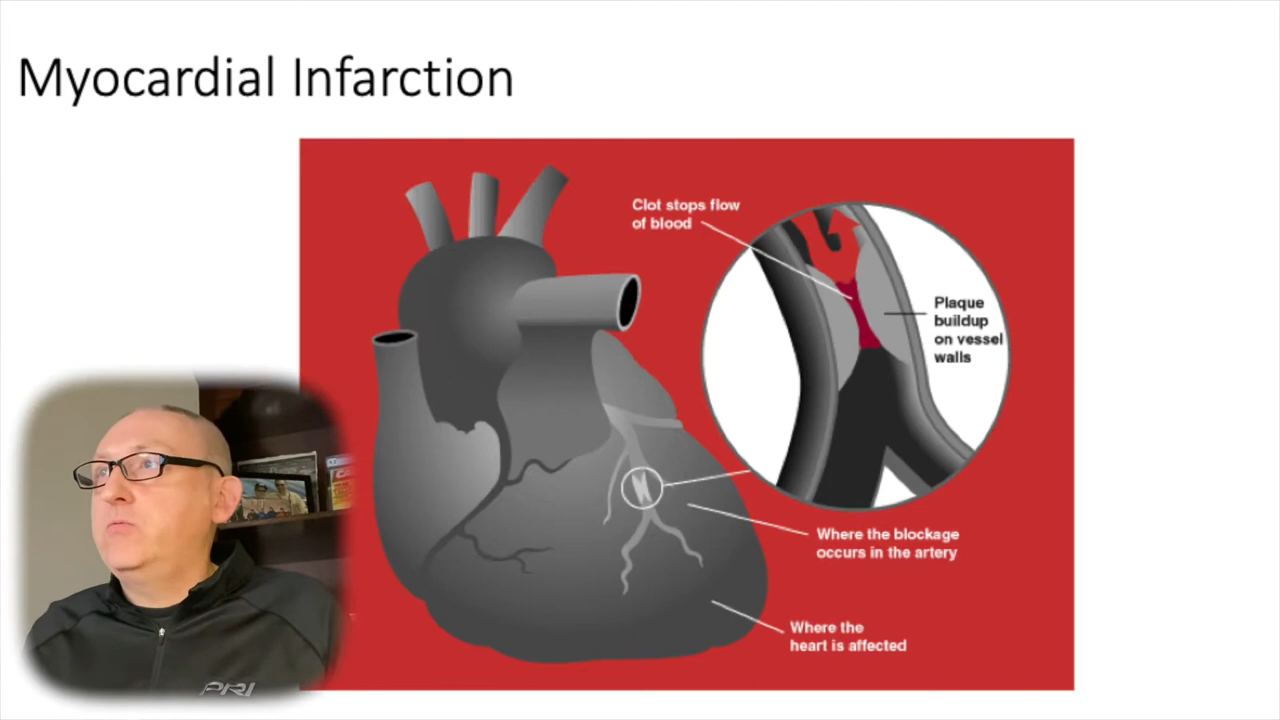 Myocardial Infarction
Clot stops flow
of blood
Plaque
buildup
on vessel
walls
Where the blockage
occurs in the artery
Where the
heart is affected
PRI